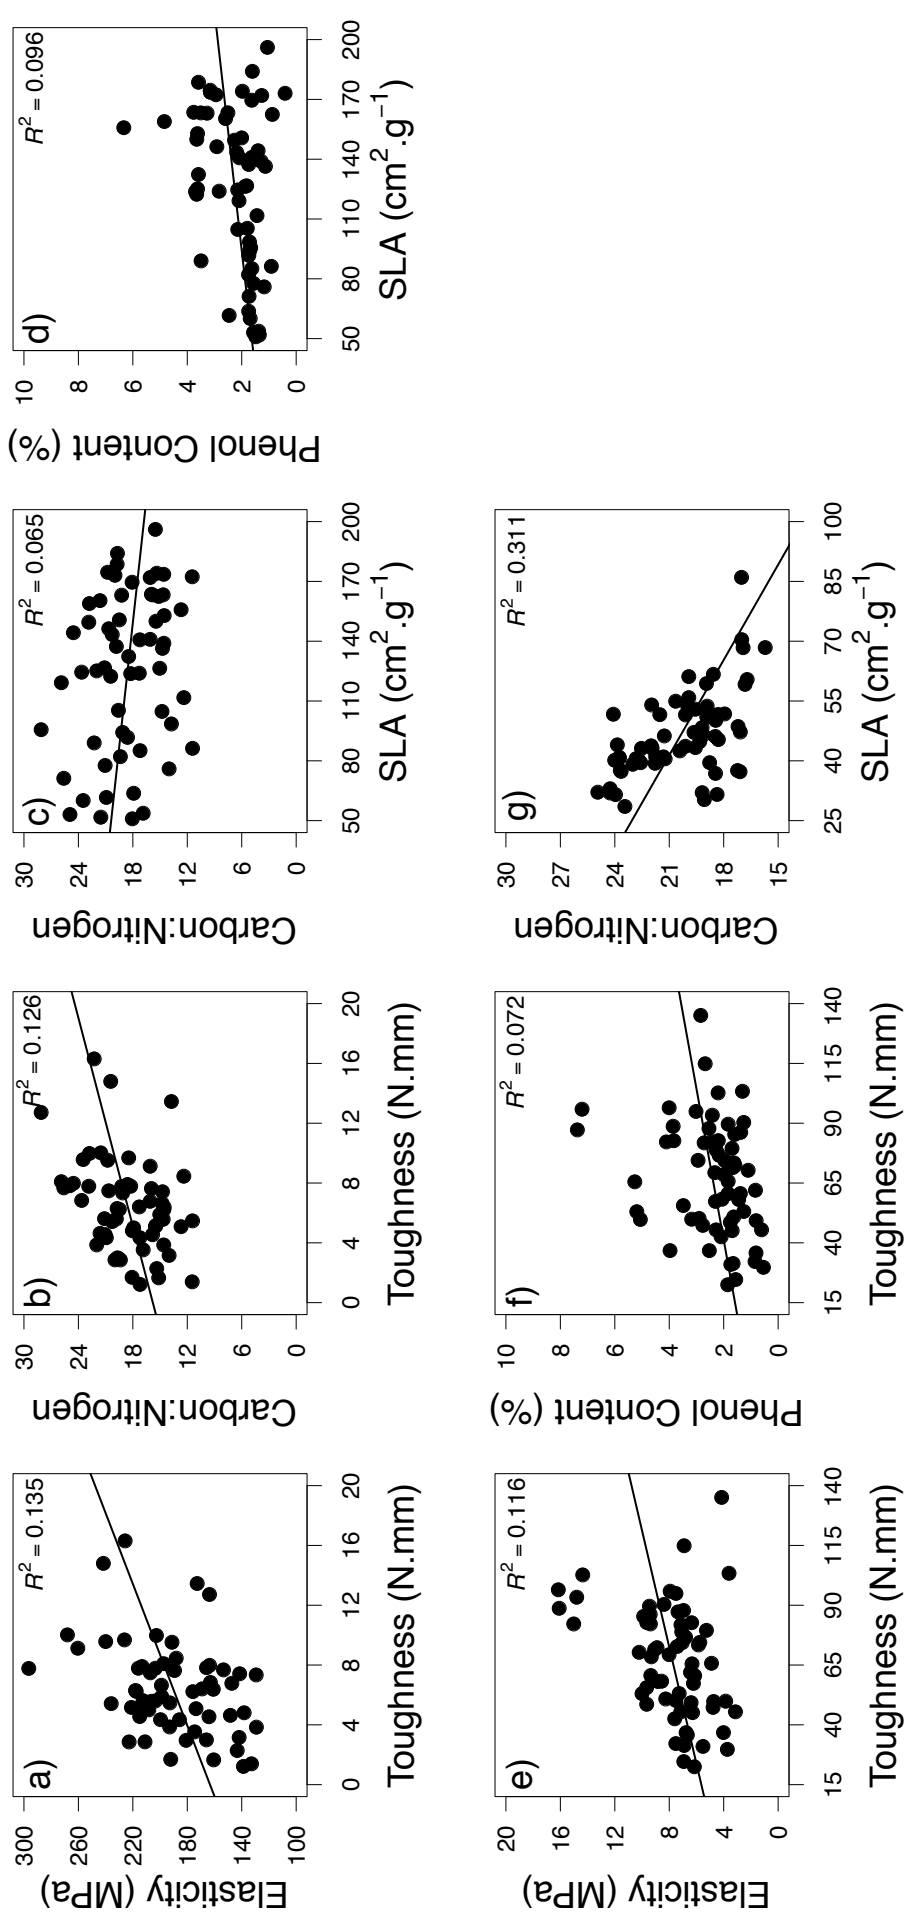 a)
R² = 0.135
300
260
220
180
140
100
Elasticity (MPa)
0 4 8 12 16 20
Toughness (N.mm)
b)
R² = 0.126
30
24
18
12
6
0
Carbon:Nitrogen
0 4 8 12 16 20
Toughness (N.mm)
c)
R² = 0.065
30
24
18
12
6
0
Carbon:Nitrogen
50 80 110 140 170 200
SLA (cm².g⁻¹)
d)
R² = 0.096
10
8
6
4
2
0
Phenol Content (%)
50 80 110 140 170 200
SLA (cm².g⁻¹)
e)
R² = 0.116
20
16
12
8
4
0
Elasticity (MPa)
15 40 65 90 115 140
Toughness (N.mm)
f)
R² = 0.072
10
8
6
4
2
0
Phenol Content (%)
15 40 65 90 115 140
Toughness (N.mm)
g)
R² = 0.311
30
27
24
21
18
15
Carbon:Nitrogen
25 40 55 70 85 100
SLA (cm².g⁻¹)